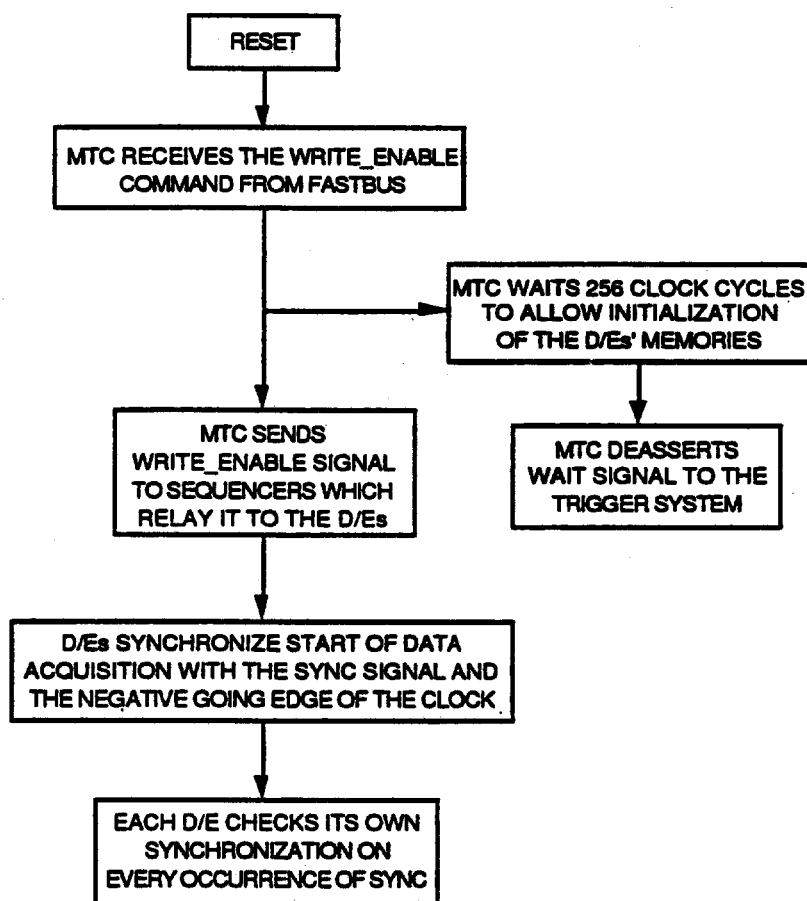 RESET
MTC RECEIVES THE WRITE_ENABLE
COMMAND FROM FASTBUS
MTC WAITS 256 CLOCK CYCLES
TO ALLOW INITIALIZATION
OF THE D/Es' MEMORIES
MTC SENDS
WRITE_ENABLE SIGNAL
TO SEQUENCERS WHICH
RELAY IT TO THE D/Es
MTC DEASSERTS
WAIT SIGNAL TO THE
TRIGGER SYSTEM
D/Es SYNCHRONIZE START OF DATA
ACQUISITION WITH THE SYNC SIGNAL AND
THE NEGATIVE GOING EDGE OF THE CLOCK
EACH D/E CHECKS ITS OWN
SYNCHRONIZATION ON
EVERY OCCURRENCE OF SYNC